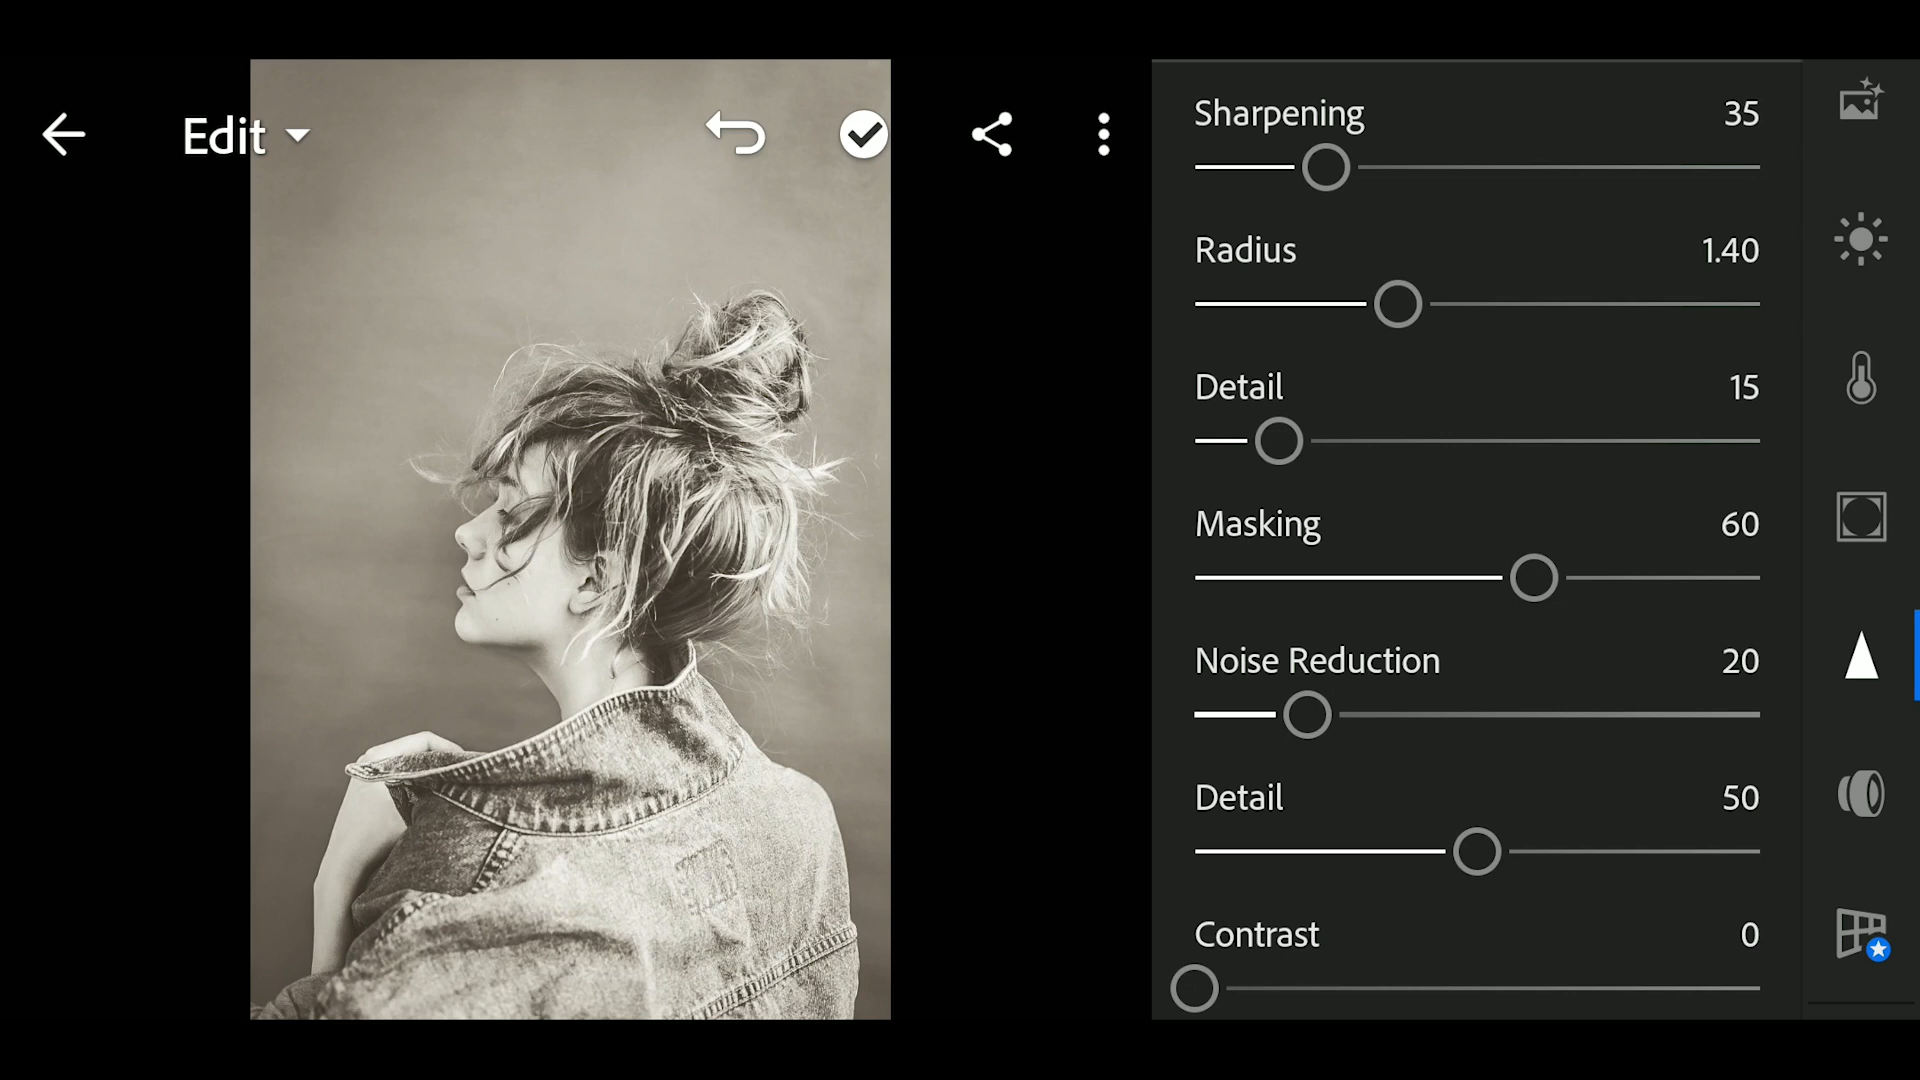 Edit
Sharpening 35
Radius 1.40
Detail 15
Masking 60
Noise Reduction 20
Detail 50
Contrast 0